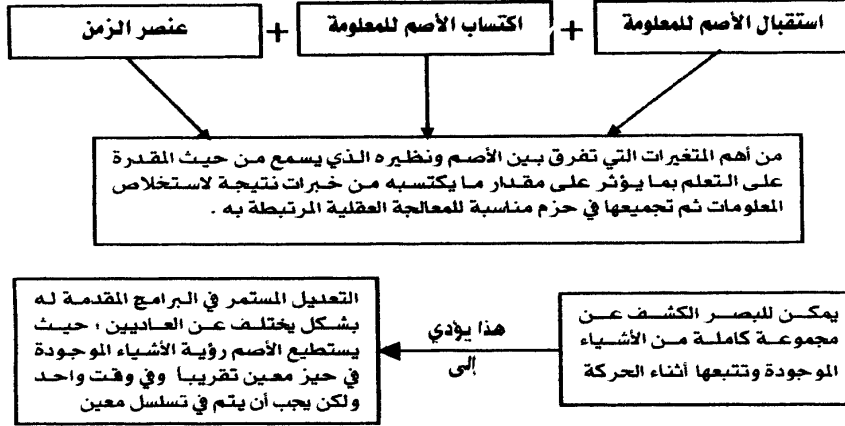 استقبال الأصم للمعلومة + اكتساب الأصم للمعلومة + عنصر الزمن
من أهم المتغيرات التي تفرق بين الأصم ونظيره الذي يسمع من حيث المقدرة
على التعلم بما يؤثر على مقدار ما يكتسبه من خبرات نتيجة لاستخلاص
المعلومات ثم تجميعها في حزم مناسبة للمعالجة العقلية المرتبطة به .
يمكن للبصر الكشف عن
مجموعة كاملة من الأشياء
الموجودة وتتبعها أثناء الحركة
هذا يؤدي
إلى
التعديل المستمر في البرامج المقدمة له
بشكل يختلف عن العاديين ؛ حيث
يستطيع الأصم رؤية الأشياء الموجودة
في حيز معين تقريباً وفي وقت واحد
ولكن يجب أن يتم في تسلسل معين